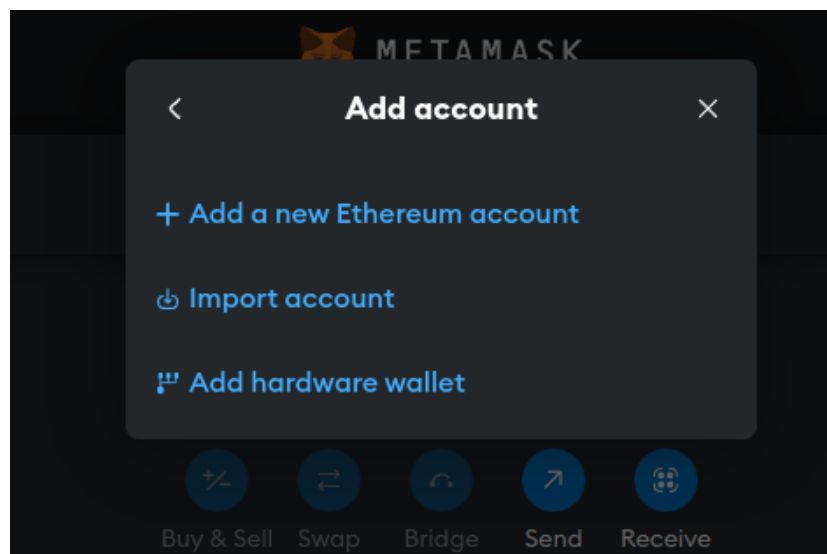 METAMASK
Add account
Add a new Ethereum account
Import account
Add hardware wallet
Buy & Sell Swap Bridge Send Receive